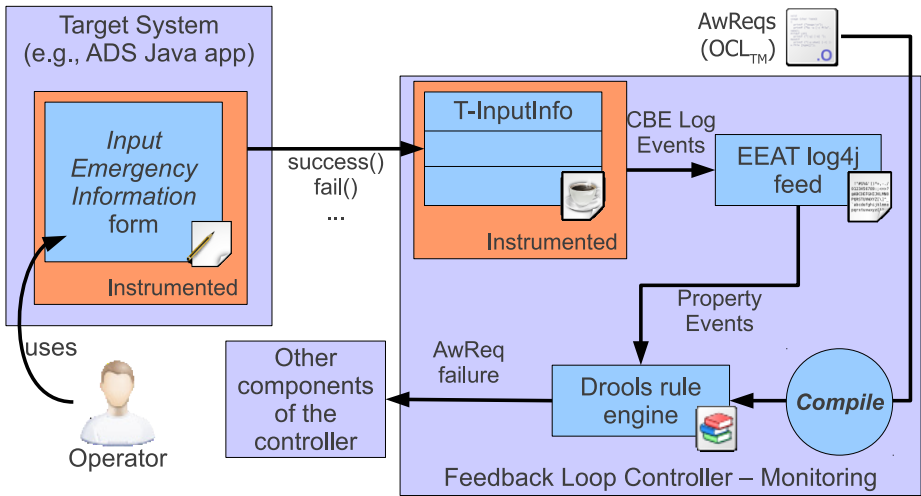 Target System
(e.g., ADS Java app)
Input
Emergency
Information
form
Instrumented
uses
Operator
success()
fail()
...
T-InputInfo
Instrumented
CBE Log
Events
EEAT log4j
feed
AwReqs
(OCL™)
.O
Property
Events
Drools rule
engine
Compile
AwReq
failure
Other
components
of the
controller
Feedback Loop Controller – Monitoring